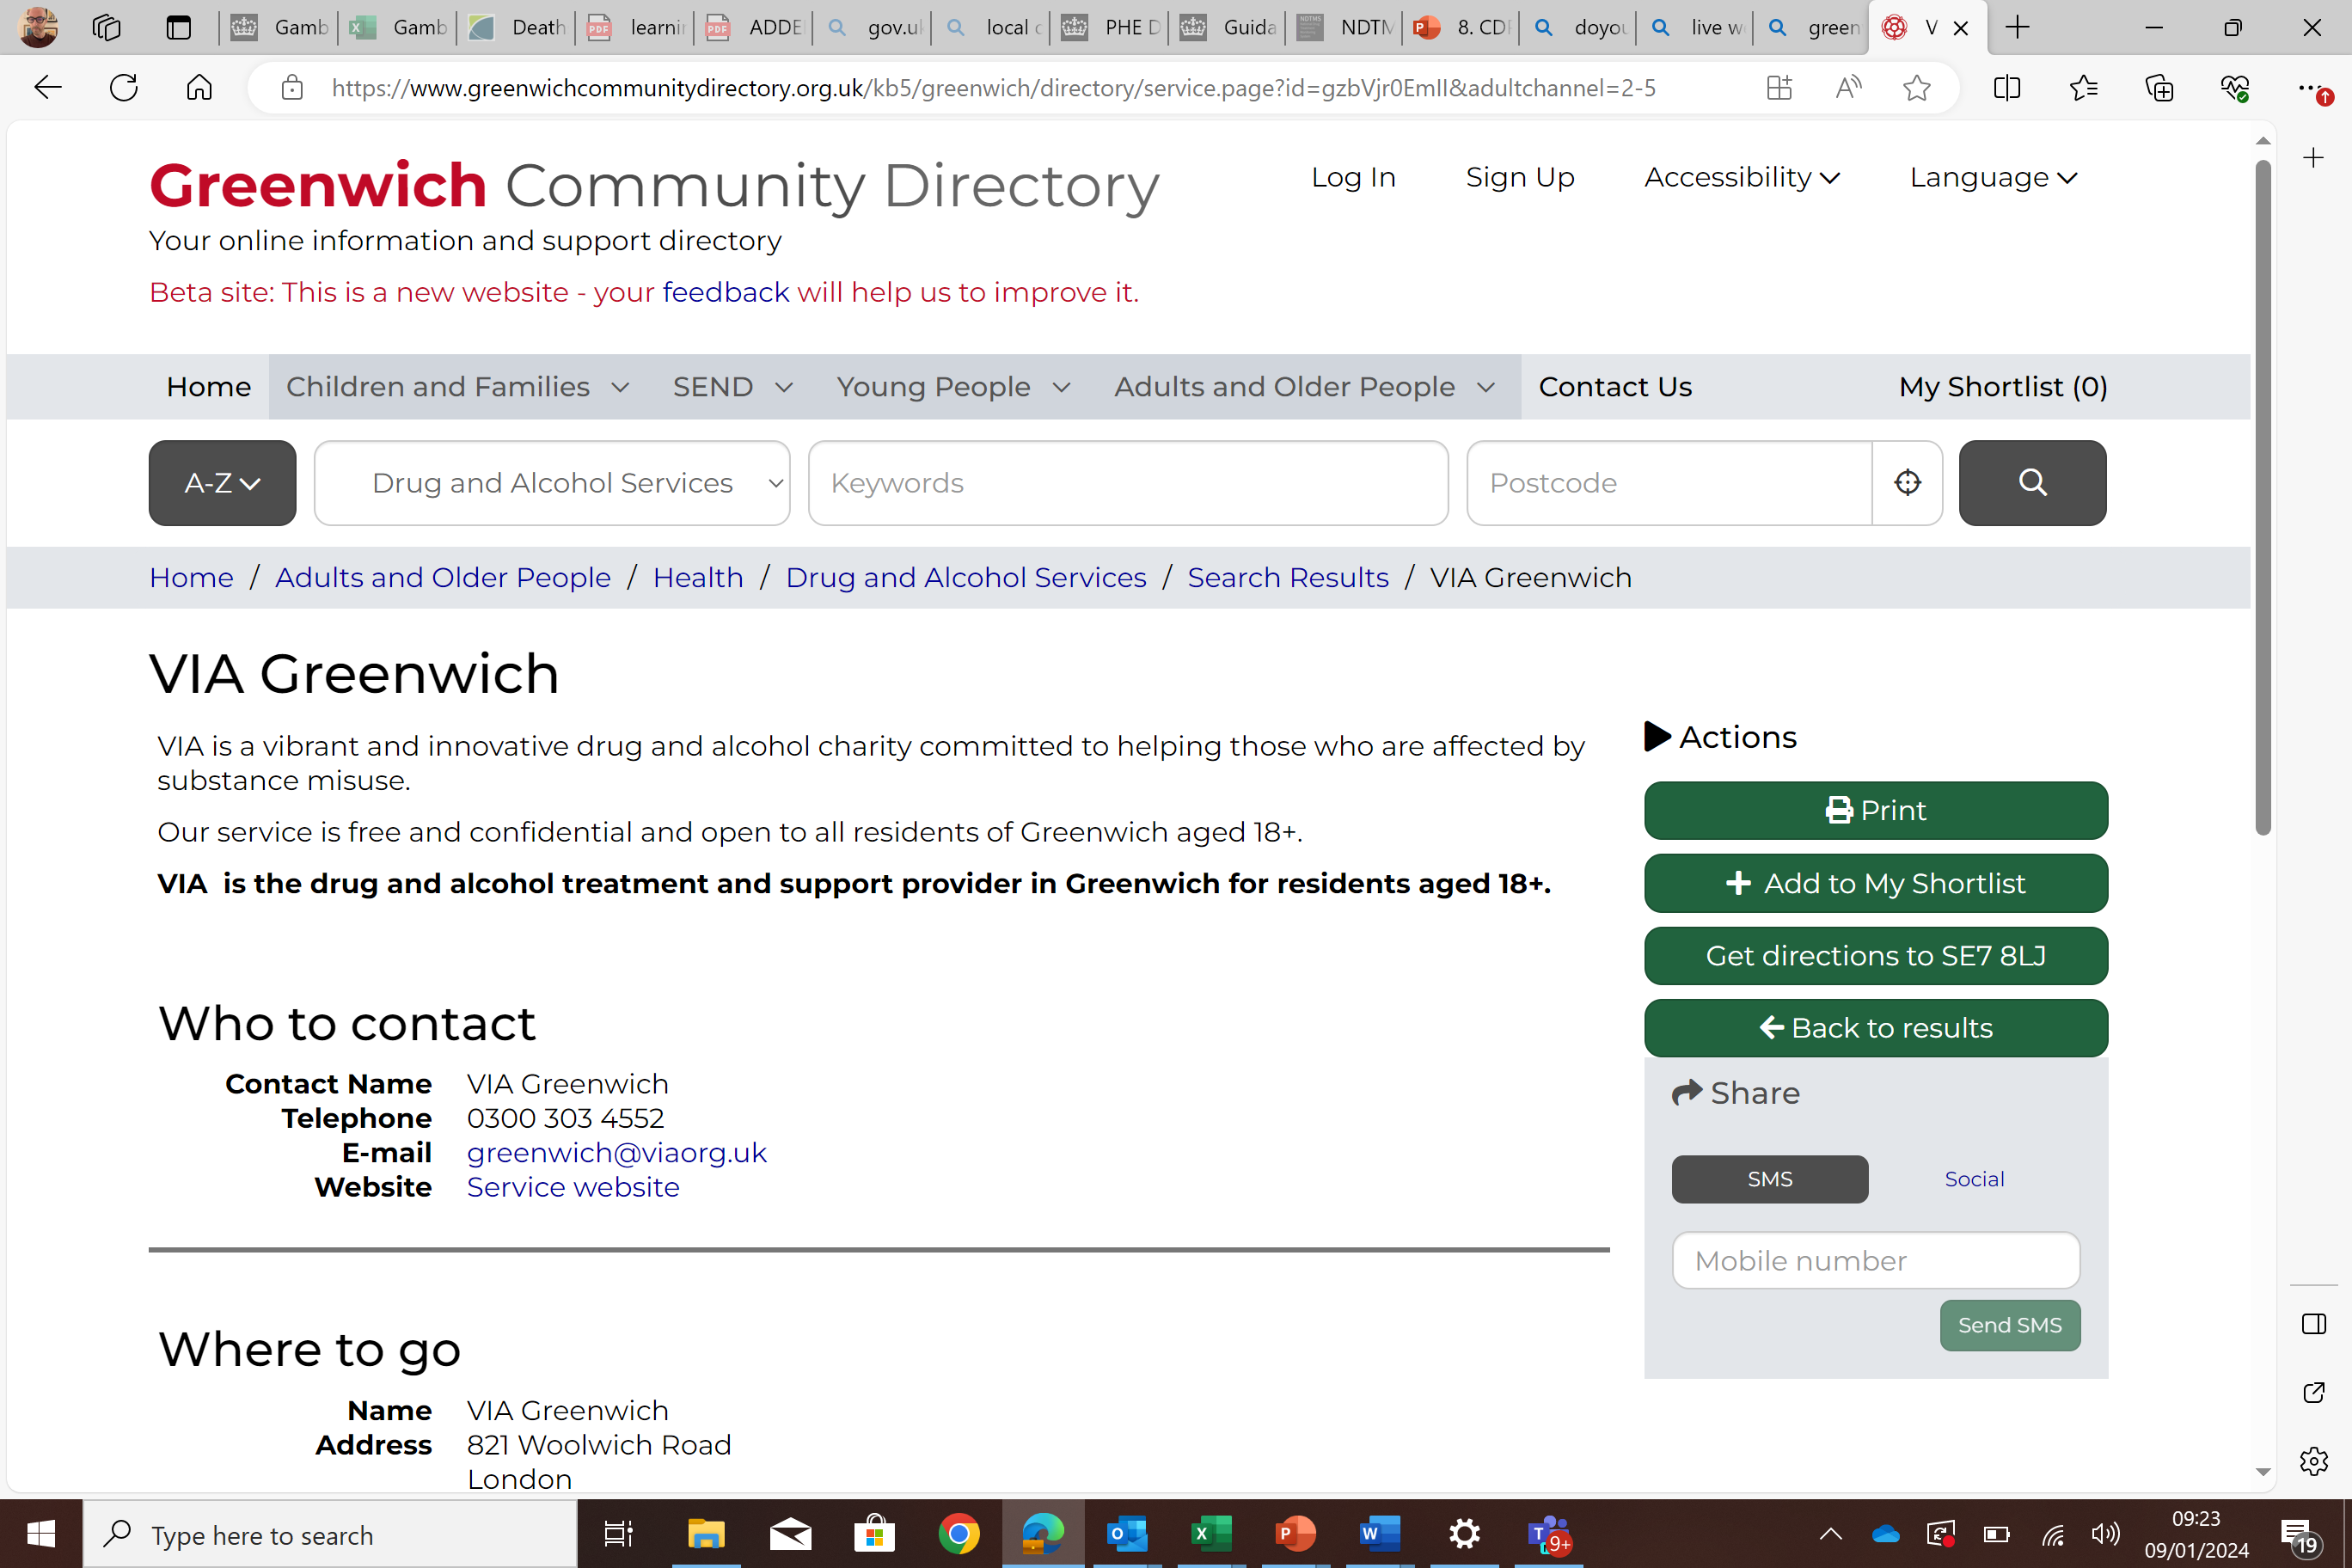 Gamb
Gamb
Death
learnin
ADDE
gov.uk
local c
PHE D
Guida
NDTM
8. CDP
doyou
live we
green
V
https://www.greenwichcommunitydirectory.org.uk/kb5/greenwich/directory/service.page?id=gzbVjr0EmII&adultchannel=2-5
Greenwich Community Directory
Log In Sign Up Accessibility Language
Your online information and support directory
Beta site: This is a new website - your feedback will help us to improve it.
Home Children and Families SEND Young People Adults and Older People Contact Us My Shortlist (0)
A-Z Drug and Alcohol Services Keywords Postcode
Home / Adults and Older People / Health / Drug and Alcohol Services / Search Results / VIA Greenwich
VIA Greenwich
VIA is a vibrant and innovative drug and alcohol charity committed to helping those who are affected by
substance misuse.
Our service is free and confidential and open to all residents of Greenwich aged 18+.
VIA is the drug and alcohol treatment and support provider in Greenwich for residents aged 18+.
Who to contact
Contact Name VIA Greenwich
Telephone 0300 303 4552
E-mail greenwich@viaorg.uk
Website Service website
Where to go
Name VIA Greenwich
Address 821 Woolwich Road
London
Actions
Print
Add to My Shortlist
Get directions to SE7 8LJ
Back to results
Share
SMS Social
Mobile number
Send SMS
Type here to search
9+
09:23
09/01/2024
19